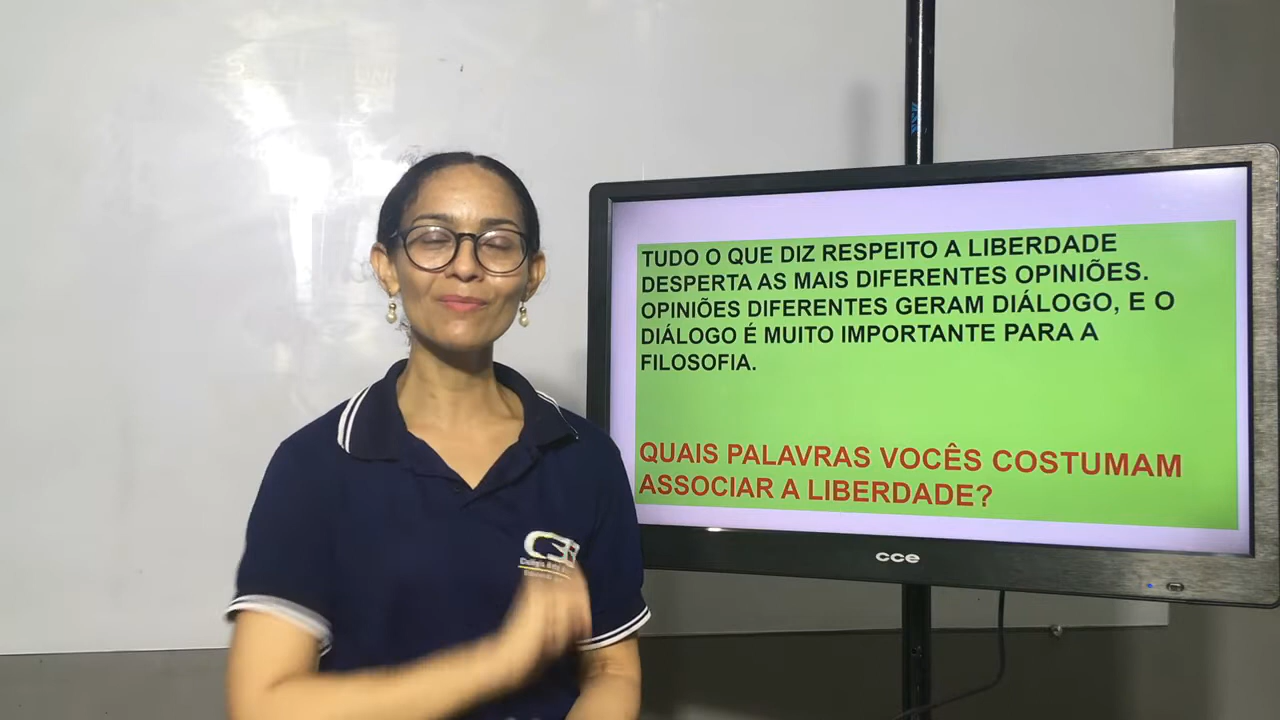 TUDO O QUE DIZ RESPEITO A LIBERDADE
DESPERTA AS MAIS DIFERENTES OPINIÕES.
OPINIÕES DIFERENTES GERAM DIÁLOGO, E O
DIÁLOGO É MUITO IMPORTANTE PARA A
FILOSOFIA.
QUAIS PALAVRAS VOCÊS COSTUMAM
ASSOCIAR A LIBERDADE?
cce